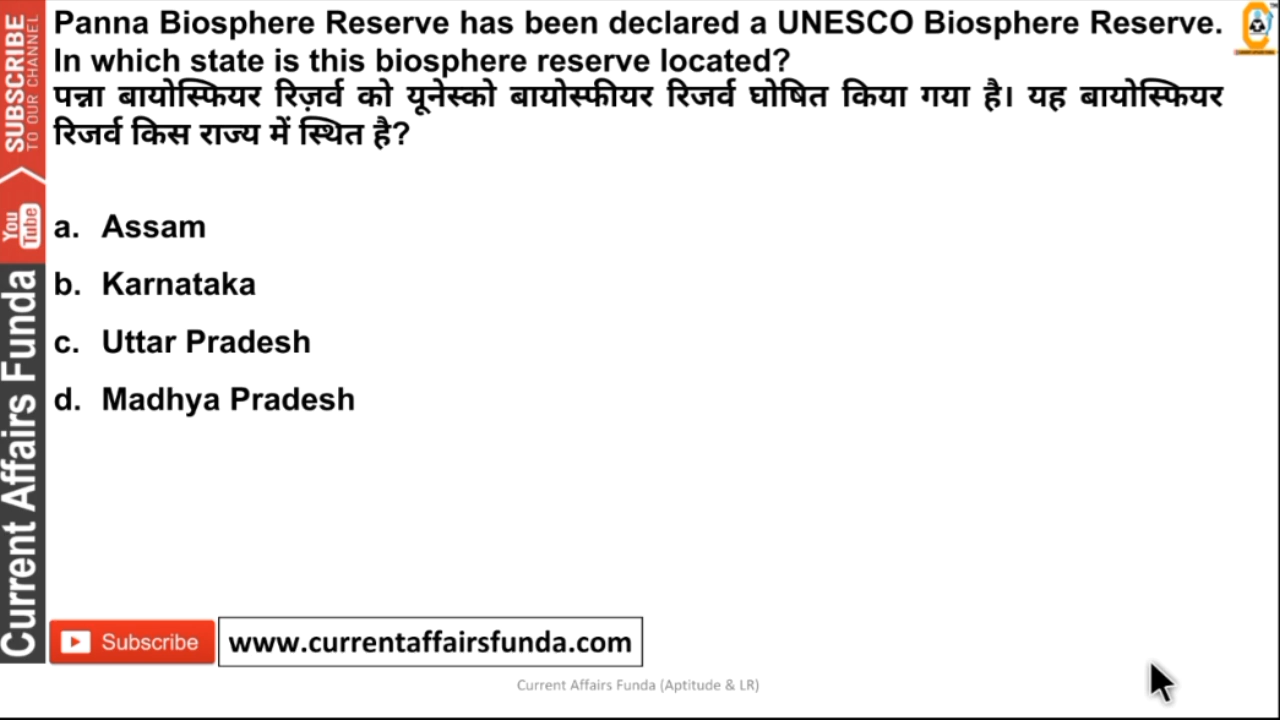 Panna Biosphere Reserve has been declared a UNESCO Biosphere Reserve.
In which state is this biosphere reserve located?
पन्ना बायोस्फियर रिज़र्व को यूनेस्को बायोस्फीयर रिजर्व घोषित किया गया है। यह बायोस्फियर
रिजर्व किस राज्य में स्थित है?
a. Assam
b. Karnataka
c. Uttar Pradesh
d. Madhya Pradesh
SUBSCRIBE
TO OUR CHANNEL
You
Tube
Current Affairs Funda
Subscribe
www.currentaffairsfunda.com
Current Affairs Funda (Aptitude & LR)